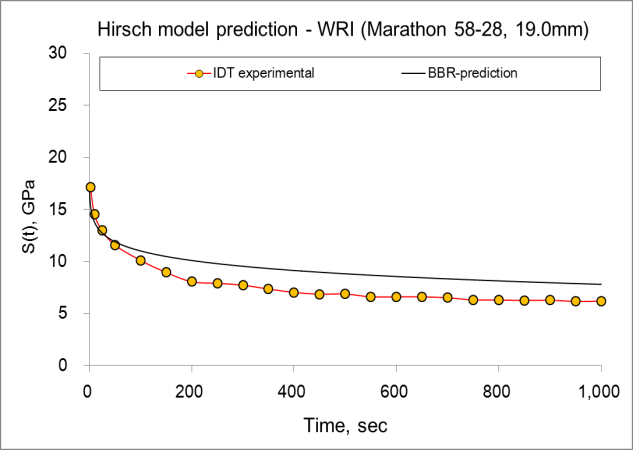 Hirsch model prediction - WRI (Marathon 58-28, 19.0mm)
30
IDT experimental BBR-prediction
25
20
15
10
5
0
S(t), GPa
0 200 400 600 800 1,000
Time, sec